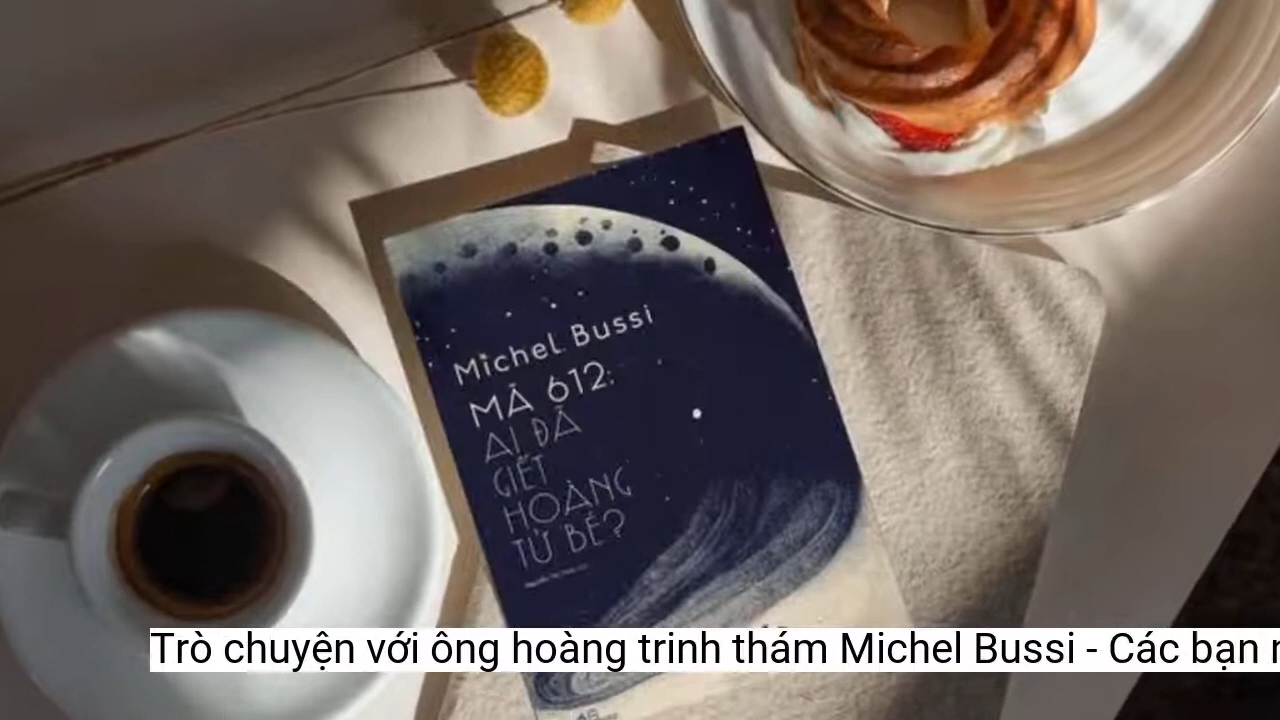 Michel Bussi
MÃ 612:
AI ĐÃ
GIẾT
HOÀNG
TỬ BÉ?
Trò chuyện với ông hoàng trinh thám Michel Bussi - Các bạn